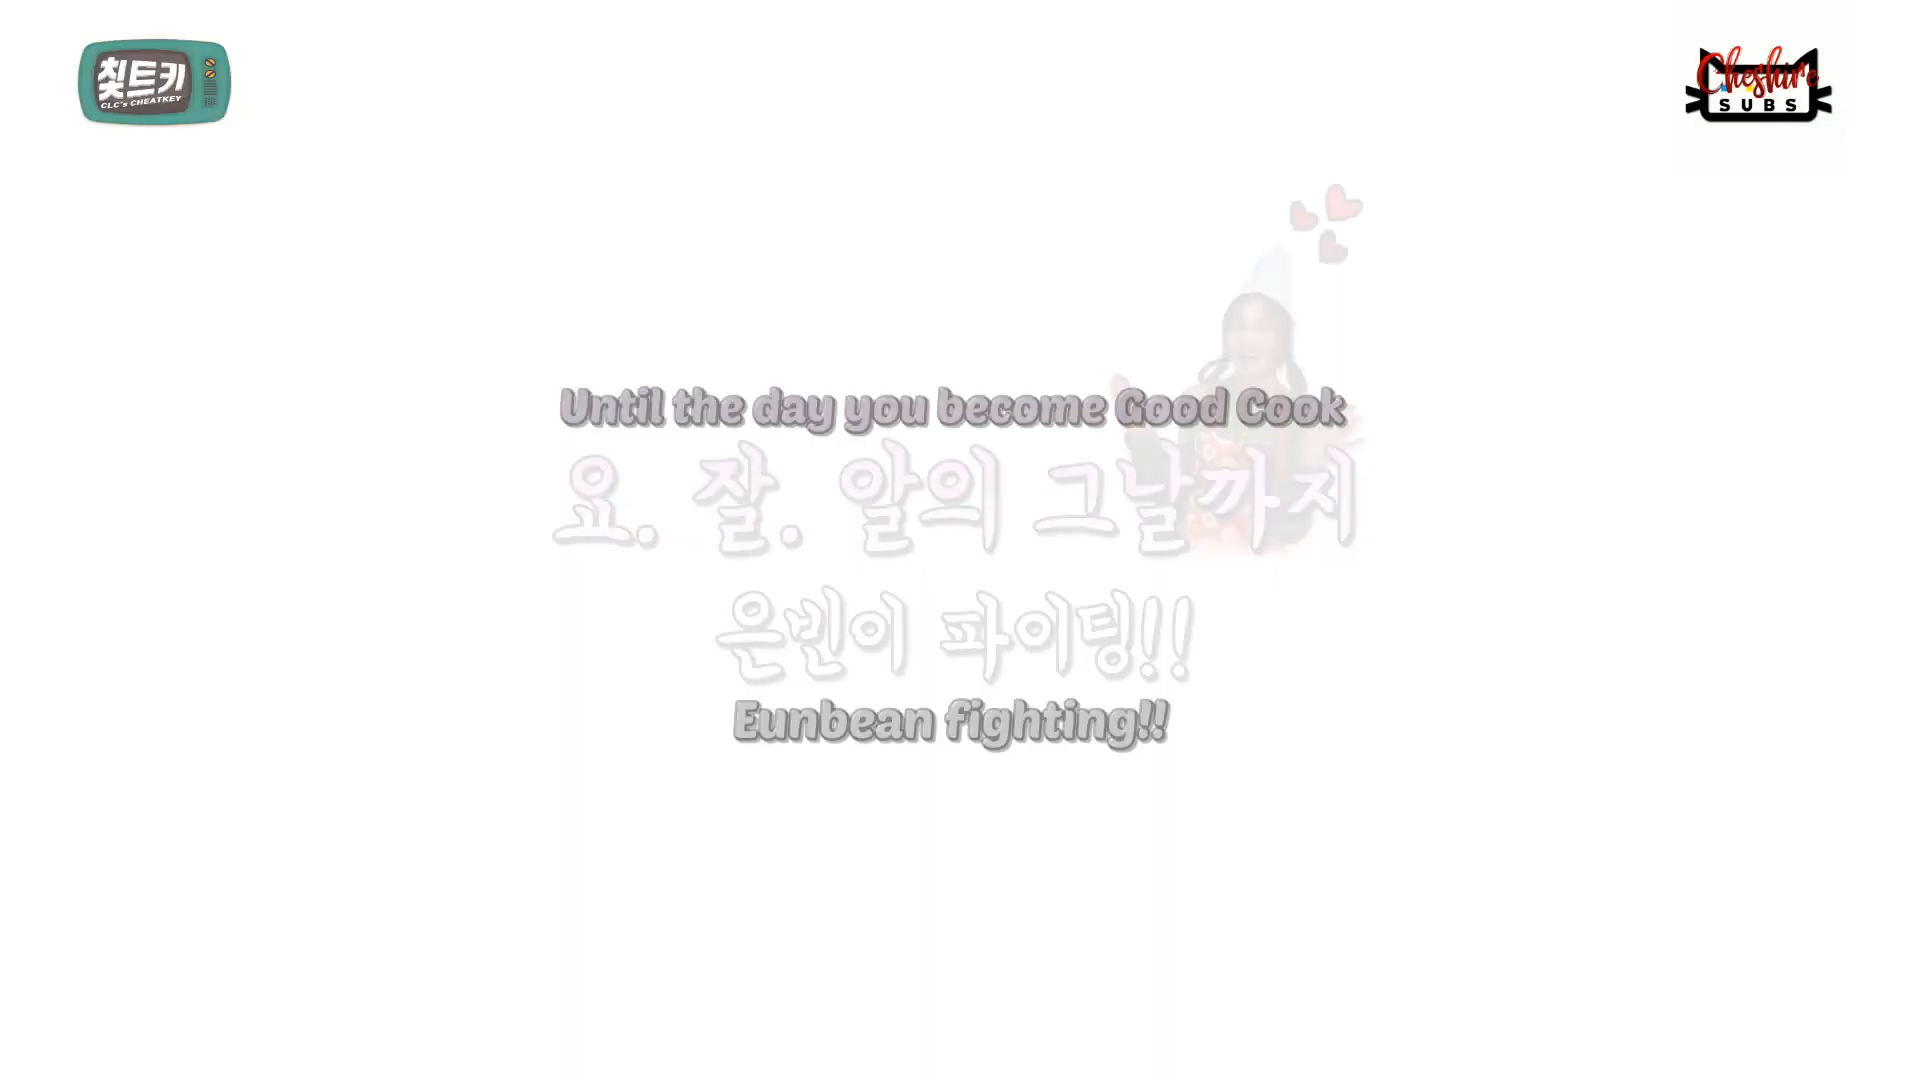 칯트키
CLC's CHEATKEY
Cheshire
SUBS
Until the day you become Good Cook
요. 잘. 알의 그날까지
은빈이 파이팅!!
Eunbean fighting!!